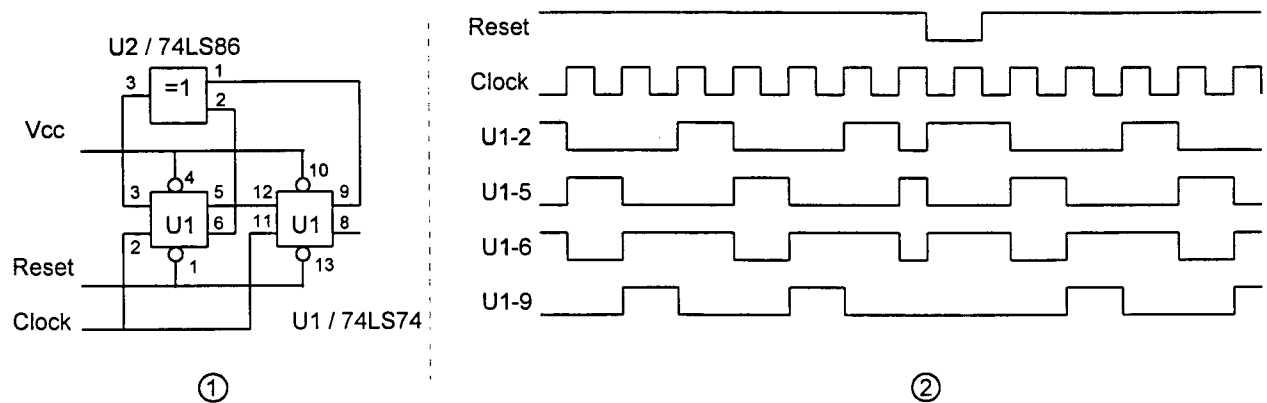 U2 / 74LS86
3 =1 1
2
Vcc
4 10
3 5 12 9
U1 U1
2 6 11 8
1 13
Reset
Clock
U1 / 74LS74
①
Reset
Clock
U1-2
U1-5
U1-6
U1-9
②